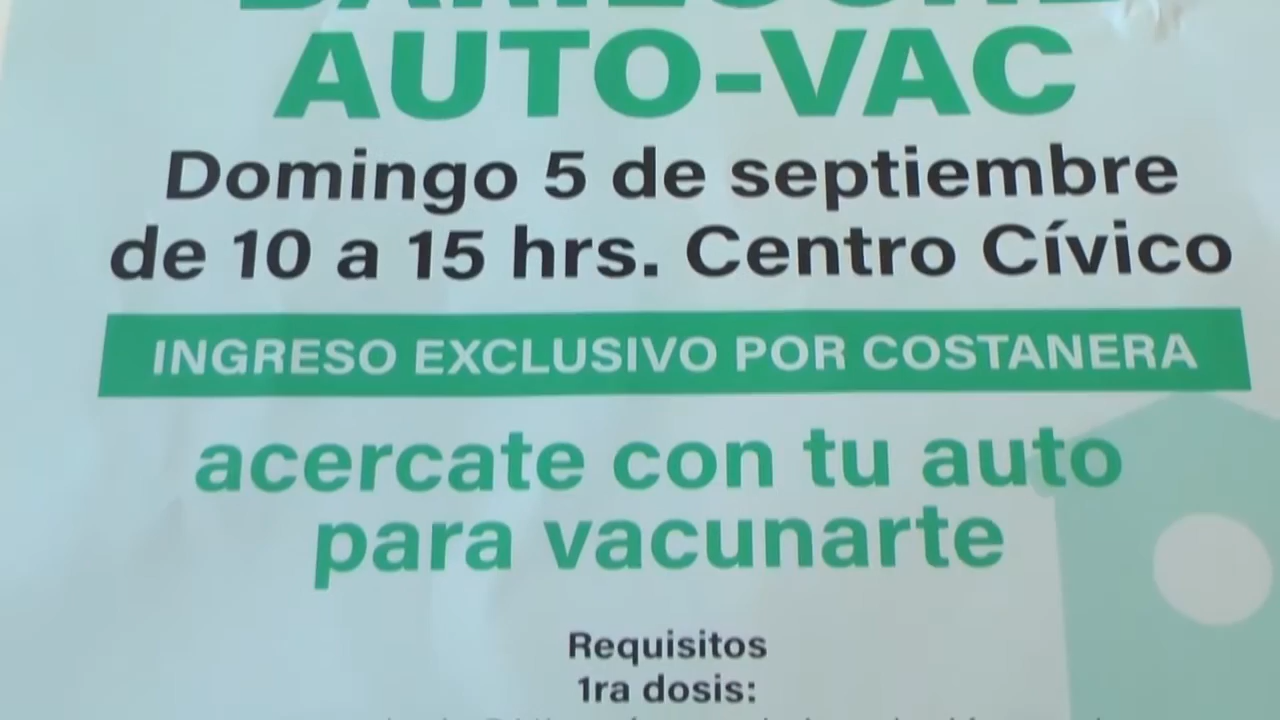 AUTO-VAC
Domingo 5 de septiembre
de 10 a 15 hrs. Centro Cívico
INGRESO EXCLUSIVO POR COSTANERA
acercate con tu auto
para vacunarte
Requisitos
1ra dosis: